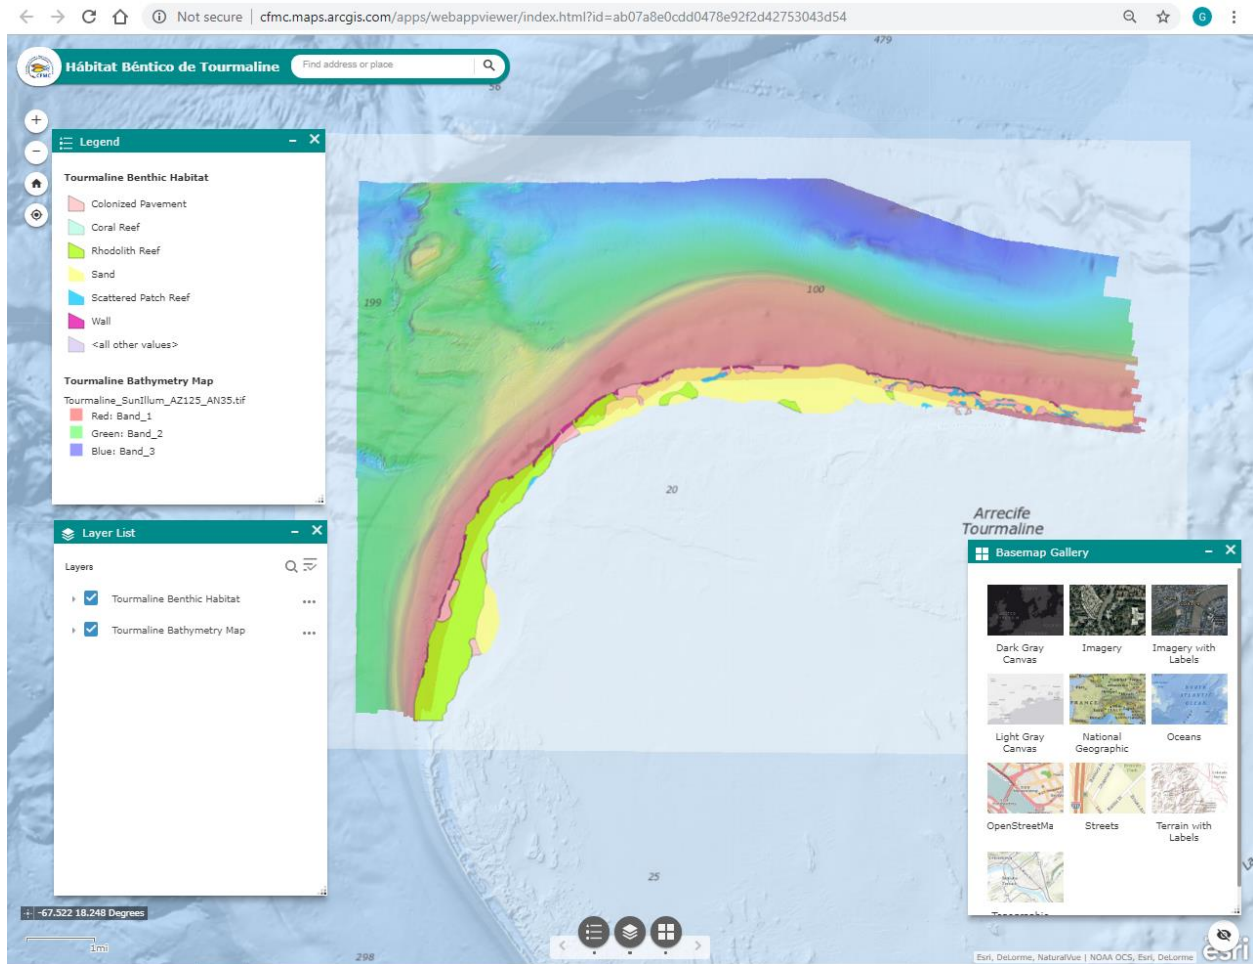 Not secure | cfmc.maps.arcgis.com/apps/webappviewer/index.html?id=ab07a8e0cdd0478e92f2d42753043d54
G
479
CFMC
Hábitat Béntico de Tourmaline
Find address or place
56
Legend
Tourmaline Benthic Habitat
Colonized Pavement
Coral Reef
Rhodolith Reef
Sand
Scattered Patch Reef
Wall
<all other values>
Tourmaline Bathymetry Map
Tourmaline_SunIllum_AZ125_AN35.tif
Red: Band_1
Green: Band_2
Blue: Band_3
199
100
20
Arrecife
Tourmaline
Layer List
Layers
Tourmaline Benthic Habitat
Tourmaline Bathymetry Map
Basemap Gallery
Dark Gray
Canvas
Imagery
Imagery with
Labels
Light Gray
Canvas
National
Geographic
Oceans
OpenStreetMa
Streets
Terrain with
Labels
Topographic
25
-67.522 18.248 Degrees
1mi
298
Esri, DeLorme, NaturalVue | NOAA OCS, Esri, DeLorme
esri